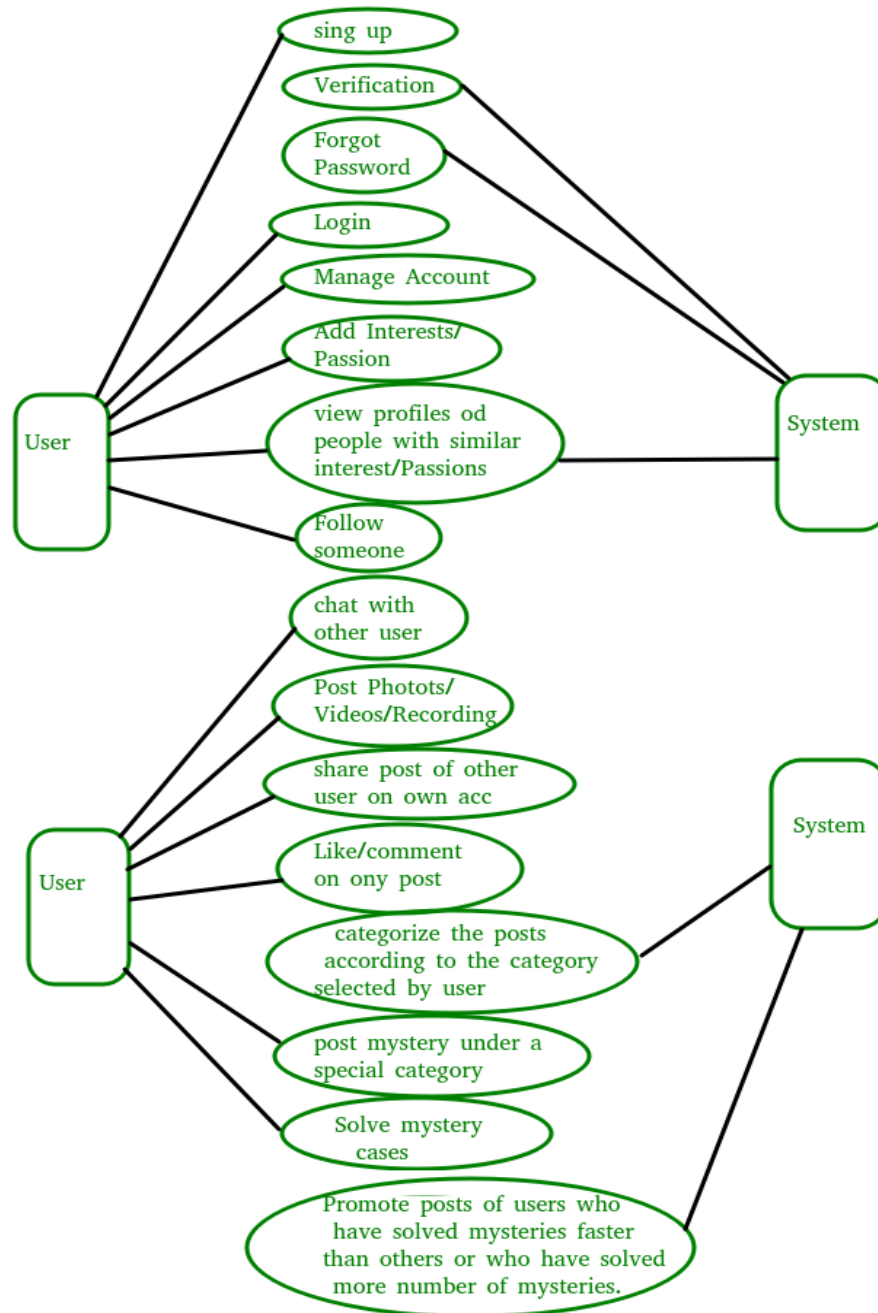 sing up
Verification
Forgot
Password
Login
Manage Account
Add Interests/
Passion
view profiles od
people with similar
interest/Passions
User
System
Follow
someone
chat with
other user
Post Photots/
Videos/Recording
share post of other
user on own acc
Like/comment
on ony post
User
System
categorize the posts
according to the category
selected by user
post mystery under a
special category
Solve mystery
cases
Promote posts of users who
have solved mysteries faster
than others or who have solved
more number of mysteries.